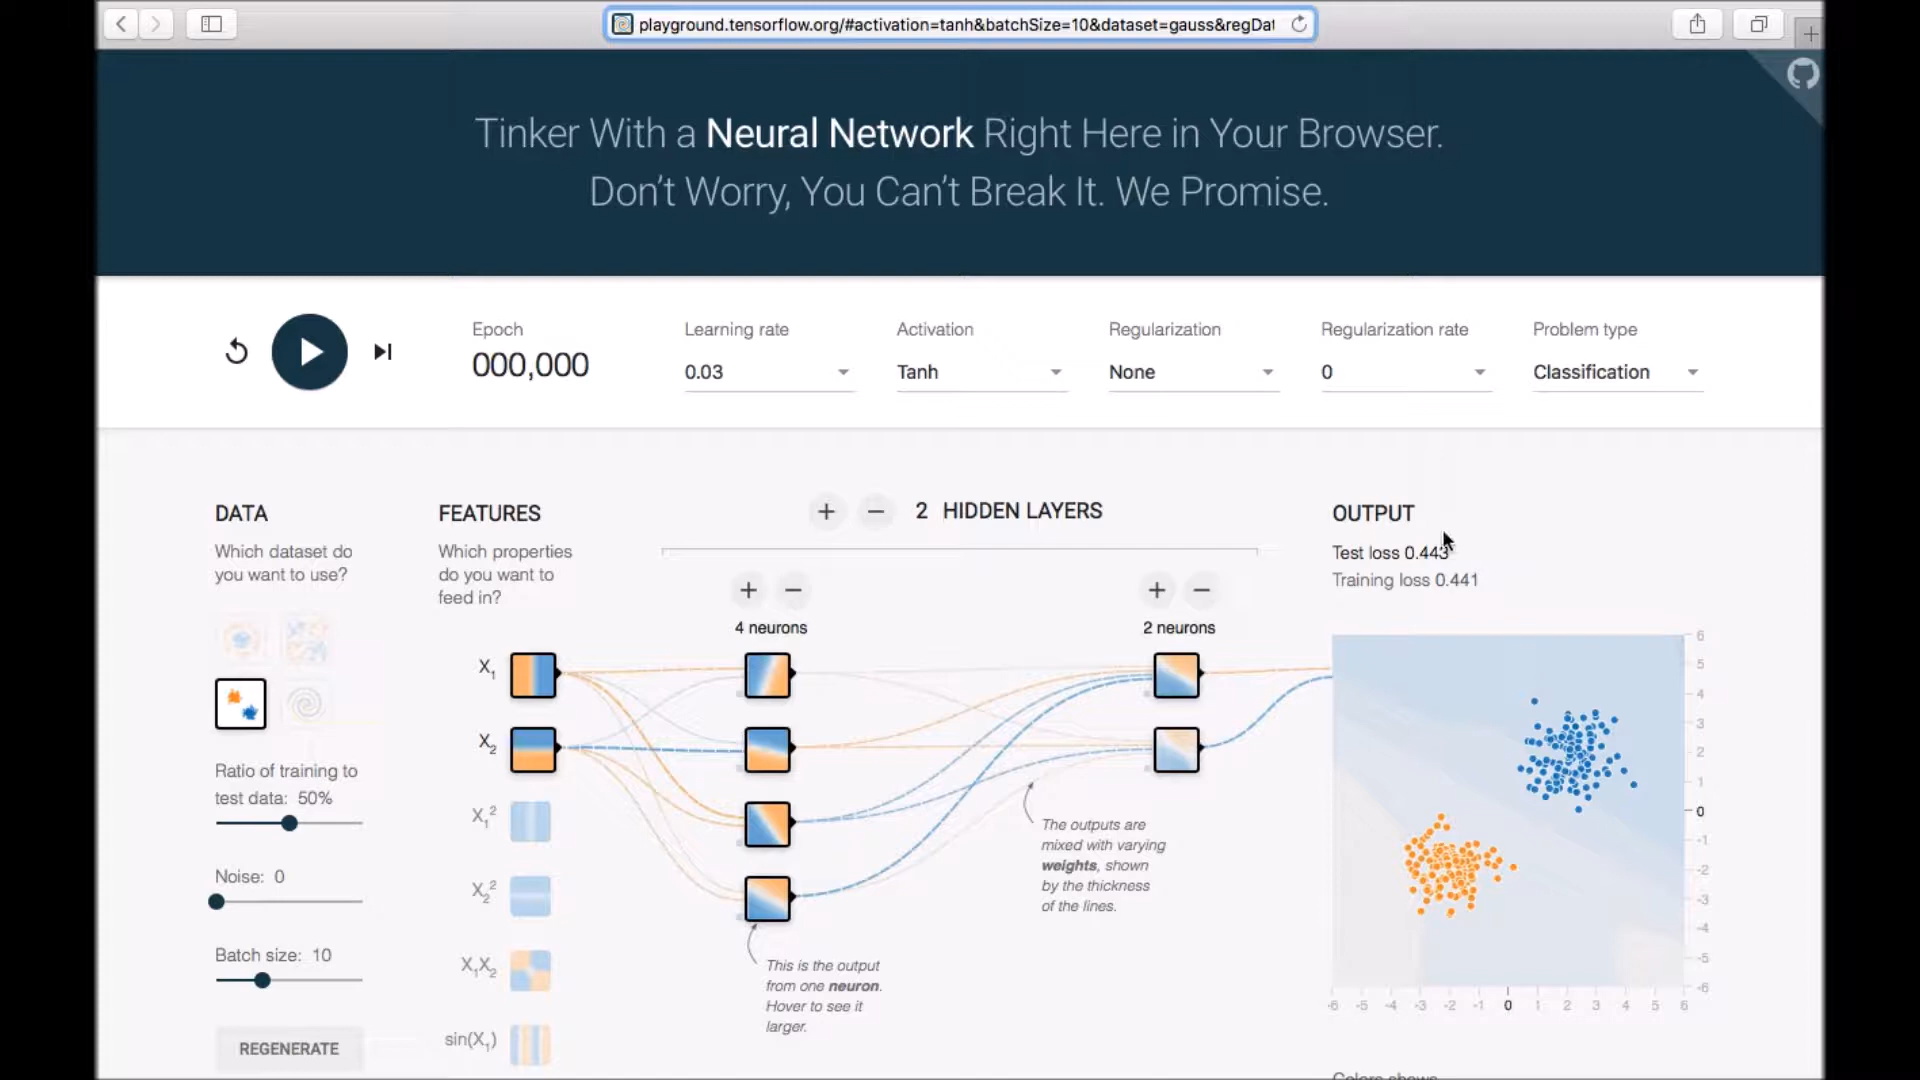 playground.tensorflow.org/#activation=tanh&batchSize=10&dataset=gauss&regDat
Tinker With a Neural Network Right Here in Your Browser.
Don't Worry, You Can't Break It. We Promise.
Epoch
000,000
Learning rate
0.03
Activation
Tanh
Regularization
None
Regularization rate
0
Problem type
Classification
DATA
Which dataset do
you want to use?
Ratio of training to
test data: 50%
Noise: 0
Batch size: 10
REGENERATE
FEATURES
Which properties
do you want to
feed in?
X₁
X₂
X₁²
X₂²
X₁X₂
sin(X₁)
+ − 2 HIDDEN LAYERS
+ −
4 neurons
+ −
2 neurons
The outputs are
mixed with varying
weights, shown
by the thickness
of the lines.
This is the output
from one neuron.
Hover to see it
larger.
OUTPUT
Test loss 0.443
Training loss 0.441
6
5
4
3
2
1
0
-1
-2
-3
-4
-5
-6
-6 -5 -4 -3 -2 -1 0 1 2 3 4 5 6
Colors shows